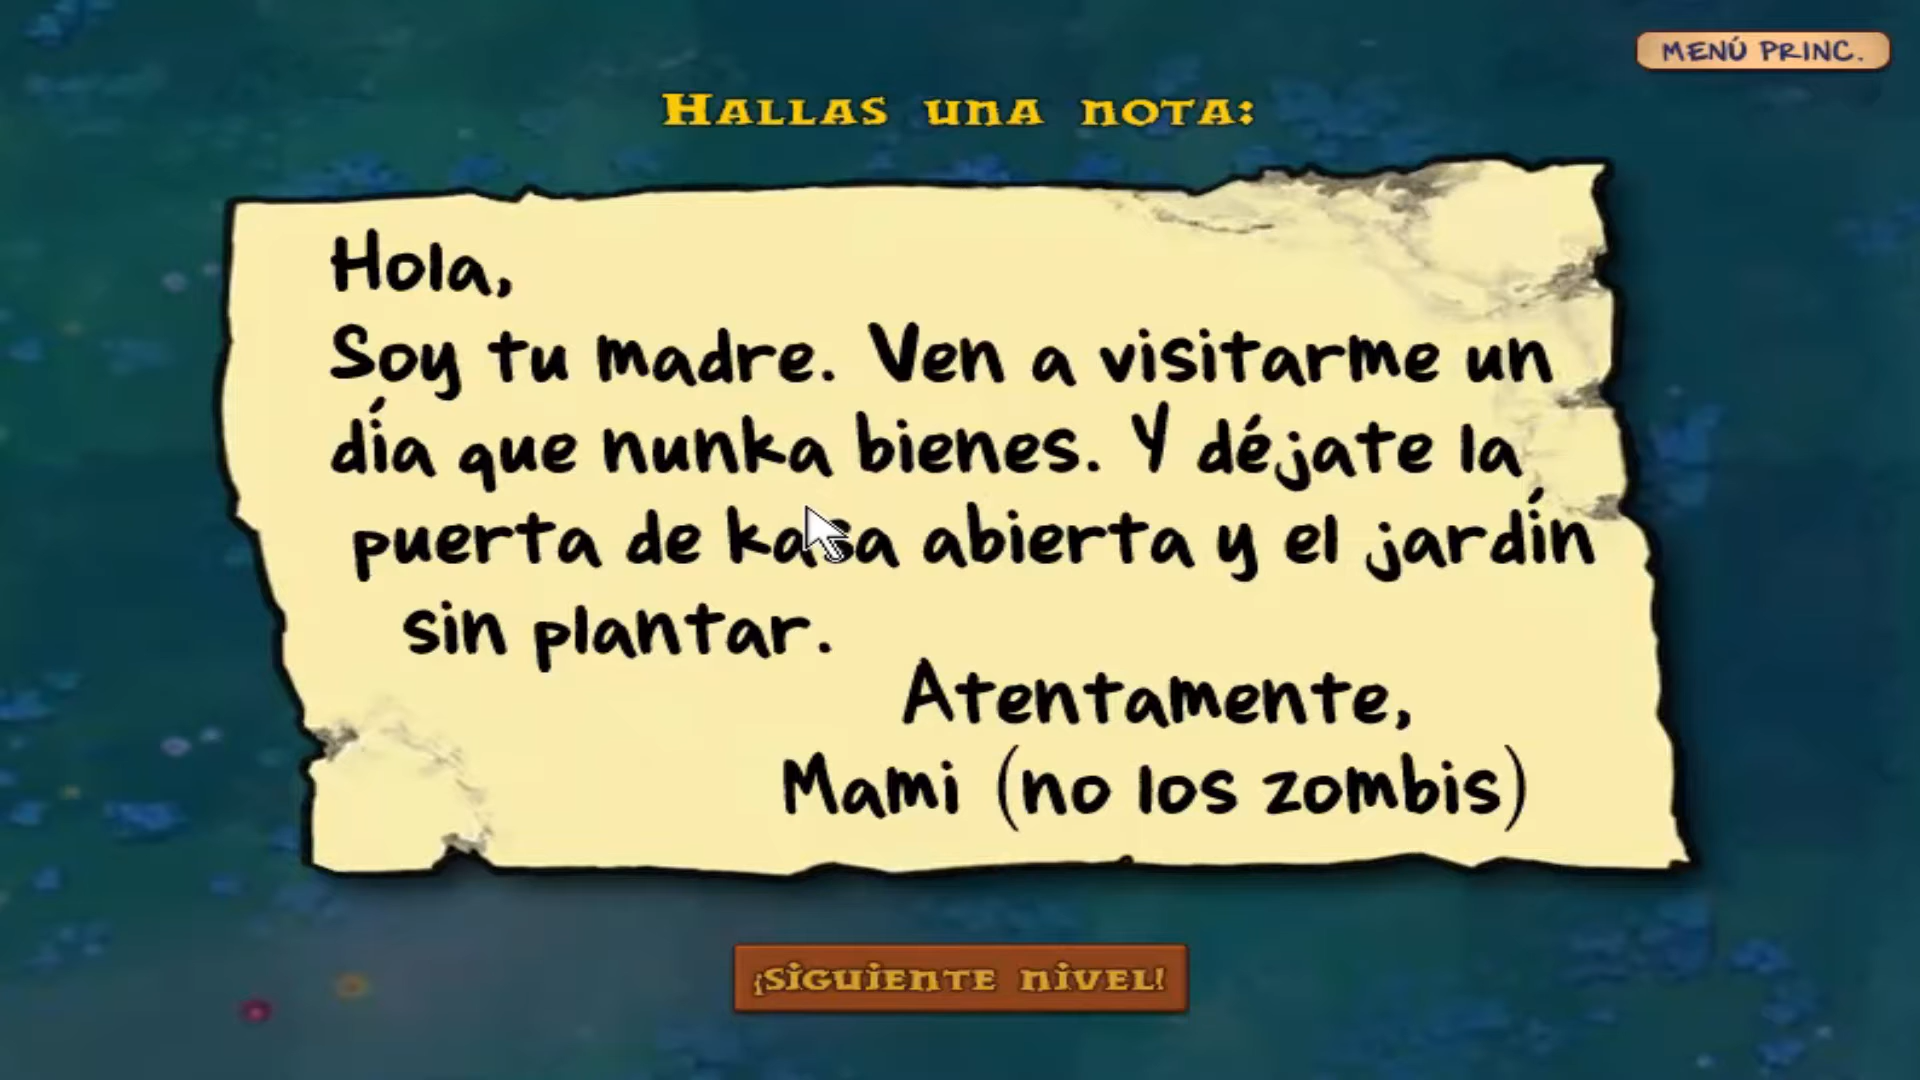 MENÚ PRINC.
HALLAS UNA NOTA:
Hola,
Soy tu madre. Ven a visitarme un
día que nunka bienes. Y déjate la
puerta de kasa abierta y el jardín
sin plantar.
Atentamente,
Mami (no los zombis)
¡SIGUIENTE NIVEL!